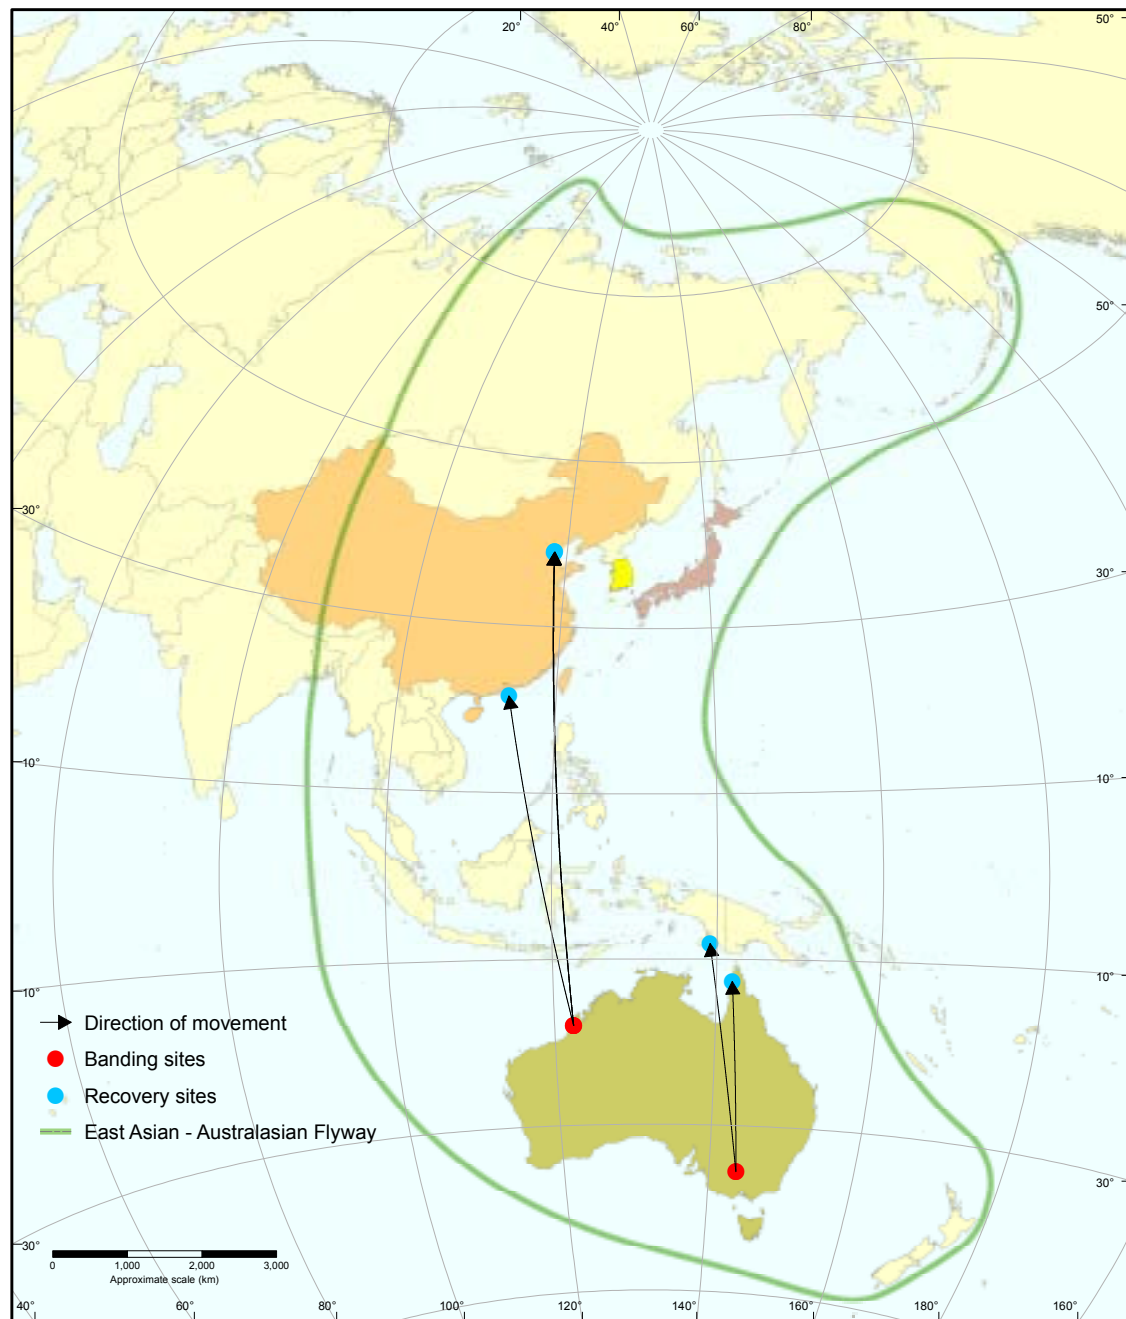 20° 40° 60° 80° 50°
50°
30°
30°
10°
10°
10°
10°
Direction of movement
Banding sites
Recovery sites
East Asian - Australasian Flyway
30°
30°
0 1,000 2,000 3,000
Approximate scale (km)
40° 60° 80° 100° 120° 140° 160° 180° 160°